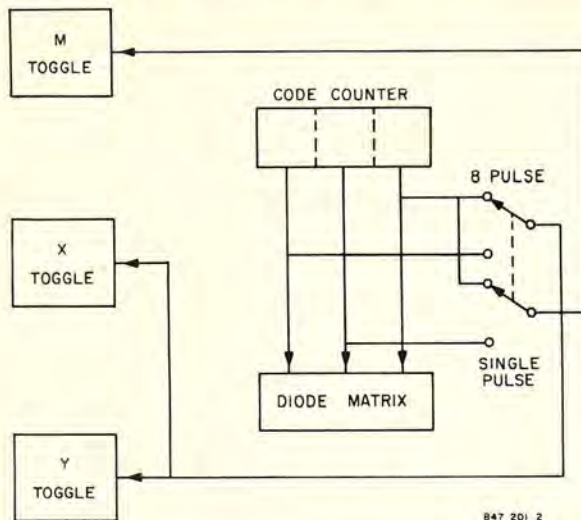 M
TOGGLE
CODE COUNTER
8 PULSE
X
TOGGLE
SINGLE
PULSE
DIODE MATRIX
Y
TOGGLE
847 201 2